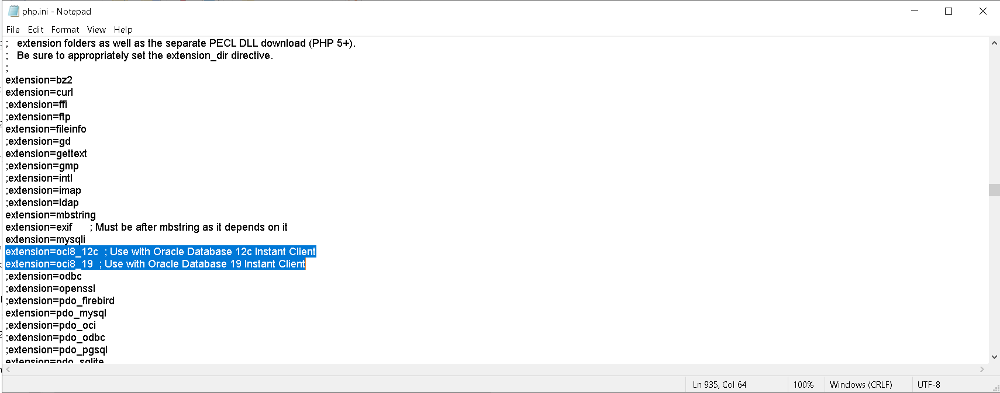 php.ini - Notepad
File Edit Format View Help
;   extension folders as well as the separate PECL DLL download (PHP 5+).
;   Be sure to appropriately set the extension_dir directive.
;
extension=bz2
extension=curl
;extension=ffi
;extension=ftp
extension=fileinfo
;extension=gd
extension=gettext
;extension=gmp
;extension=intl
;extension=imap
;extension=ldap
extension=mbstring
extension=exif      ; Must be after mbstring as it depends on it
extension=mysqli
extension=oci8_12c  ; Use with Oracle Database 12c Instant Client
extension=oci8_19  ; Use with Oracle Database 19 Instant Client
;extension=odbc
;extension=openssl
;extension=pdo_firebird
extension=pdo_mysql
;extension=pdo_oci
;extension=pdo_odbc
;extension=pdo_pgsql
extension=pdo_sqlite
Ln 935, Col 64 100% Windows (CRLF) UTF-8